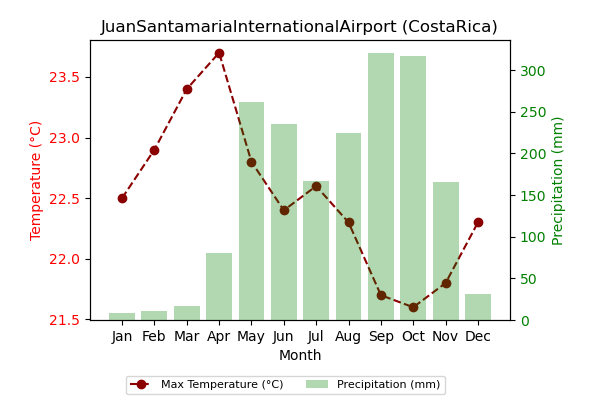 JuanSantamariaInternationalAirport (CostaRica)
Temperature (°C)
23.5
23.0
22.5
22.0
21.5
300
250
200
150
100
50
0
Precipitation (mm)
Jan Feb Mar Apr May Jun Jul Aug Sep Oct Nov Dec
Month
Max Temperature (°C) Precipitation (mm)